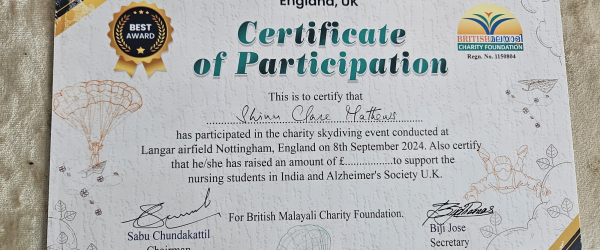 England, UK
BEST
AWARD
Certificate
of Participation
BRITISHമലയാളി
CHARITY FOUNDATION
Regn. No. 1150804
This is to certify that
Shinu Clare Mathews
has participated in the charity skydiving event conducted at
Langar airfield Nottingham, England on 8th September 2024. Also certify
that he/she has raised an amount of £.................to support the
nursing students in India and Alzheimer's Society U.K.
For British Malayali Charity Foundation.
Sabu Chundakattil
Chairman
Biji Jose
Secretary